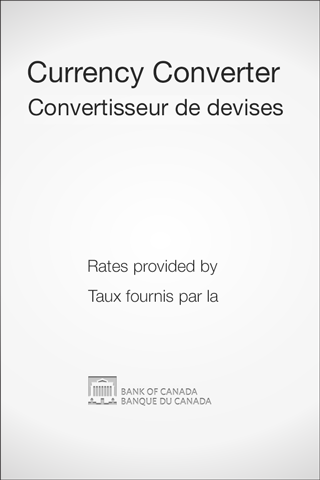 Currency Converter
Convertisseur de devises
Rates provided by
Taux fournis par la
BANK OF CANADA
BANQUE DU CANADA